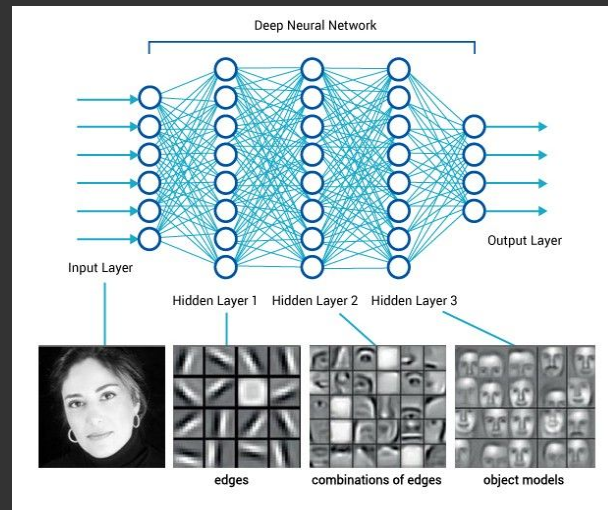 Deep Neural Network
Input Layer
Output Layer
Hidden Layer 1 Hidden Layer 2 Hidden Layer 3
edges combinations of edges object models